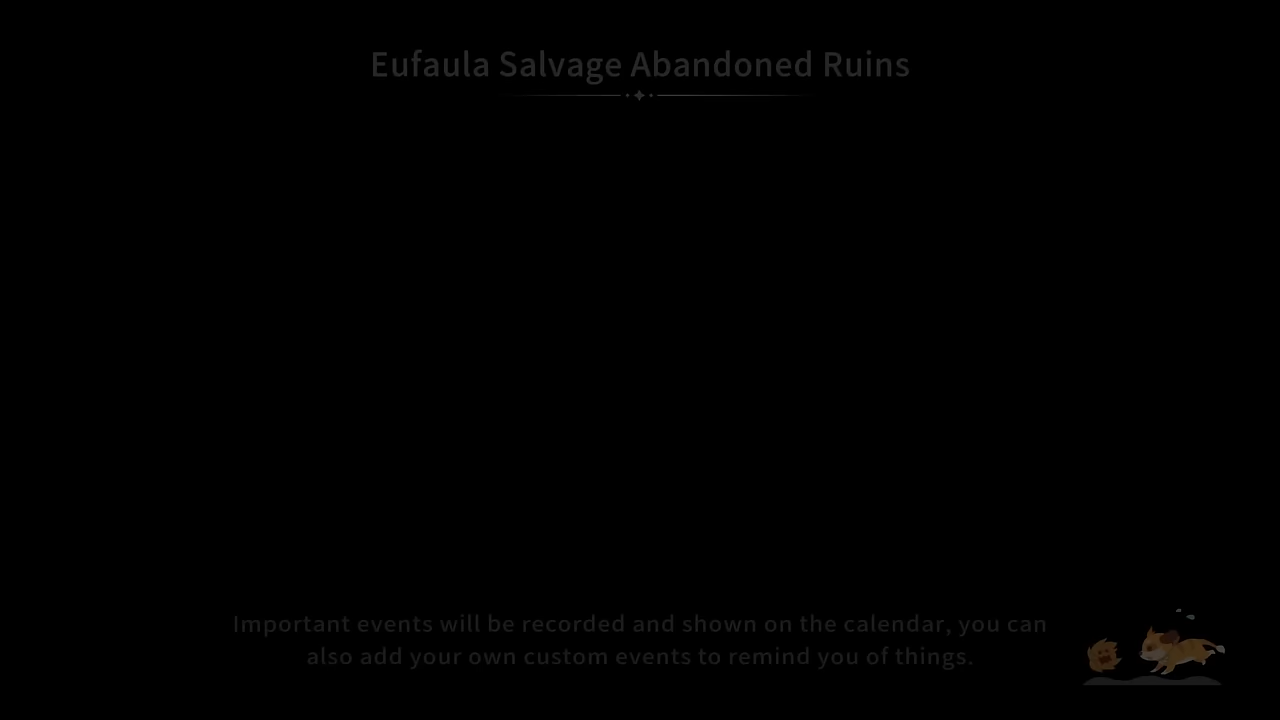 Eufaula Salvage Abandoned Ruins
Important events will be recorded and shown on the calendar, you can
also add your own custom events to remind you of things.